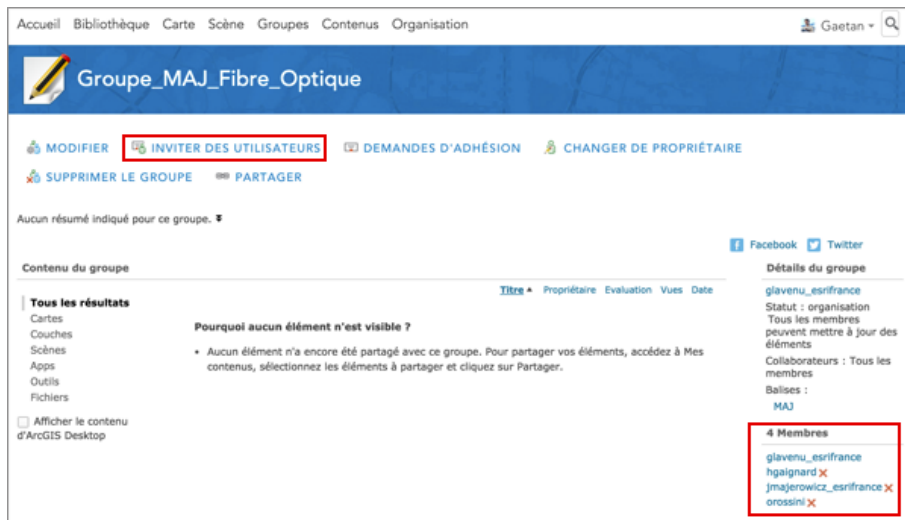 Accueil Bibliothèque Carte Scène Groupes Contenus Organisation
Gaetan
Groupe_MAJ_Fibre_Optique
MODIFIER INVITER DES UTILISATEURS DEMANDES D'ADHÉSION CHANGER DE PROPRIÉTAIRE
SUPPRIMER LE GROUPE PARTAGER
Aucun résumé indiqué pour ce groupe.
Facebook Twitter
Contenu du groupe
Titre Propriétaire Evaluation Vues Date
Tous les résultats
Cartes
Couches
Scènes
Apps
Outils
Fichiers
Afficher le contenu
d'ArcGIS Desktop
Pourquoi aucun élément n'est visible ?
• Aucun élément n'a encore été partagé avec ce groupe. Pour partager vos éléments, accédez à Mes
contenus, sélectionnez les éléments à partager et cliquez sur Partager.
Détails du groupe
glavenu_esrifrance
Statut : organisation
Tous les membres
peuvent mettre à jour des
éléments
Collaborateurs : Tous les
membres
Balises :
MAJ
4 Membres
glavenu_esrifrance
hgaignard
jmajerowicz_esrifrance
orossini